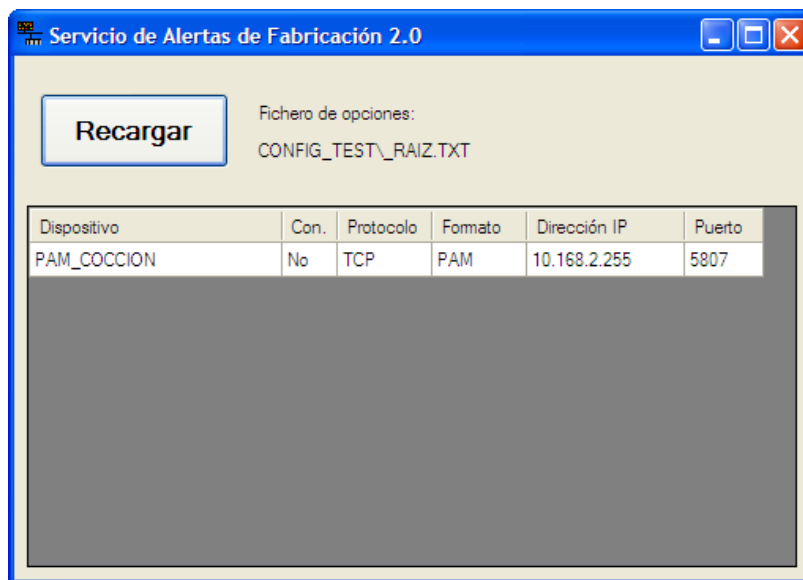 Servicio de Alertas de Fabricación 2.0
Recargar
Fichero de opciones:
CONFIG_TEST\_RAIZ.TXT
Dispositivo Con. Protocolo Formato Dirección IP Puerto
PAM_COCCION No TCP PAM 10.168.2.255 5807